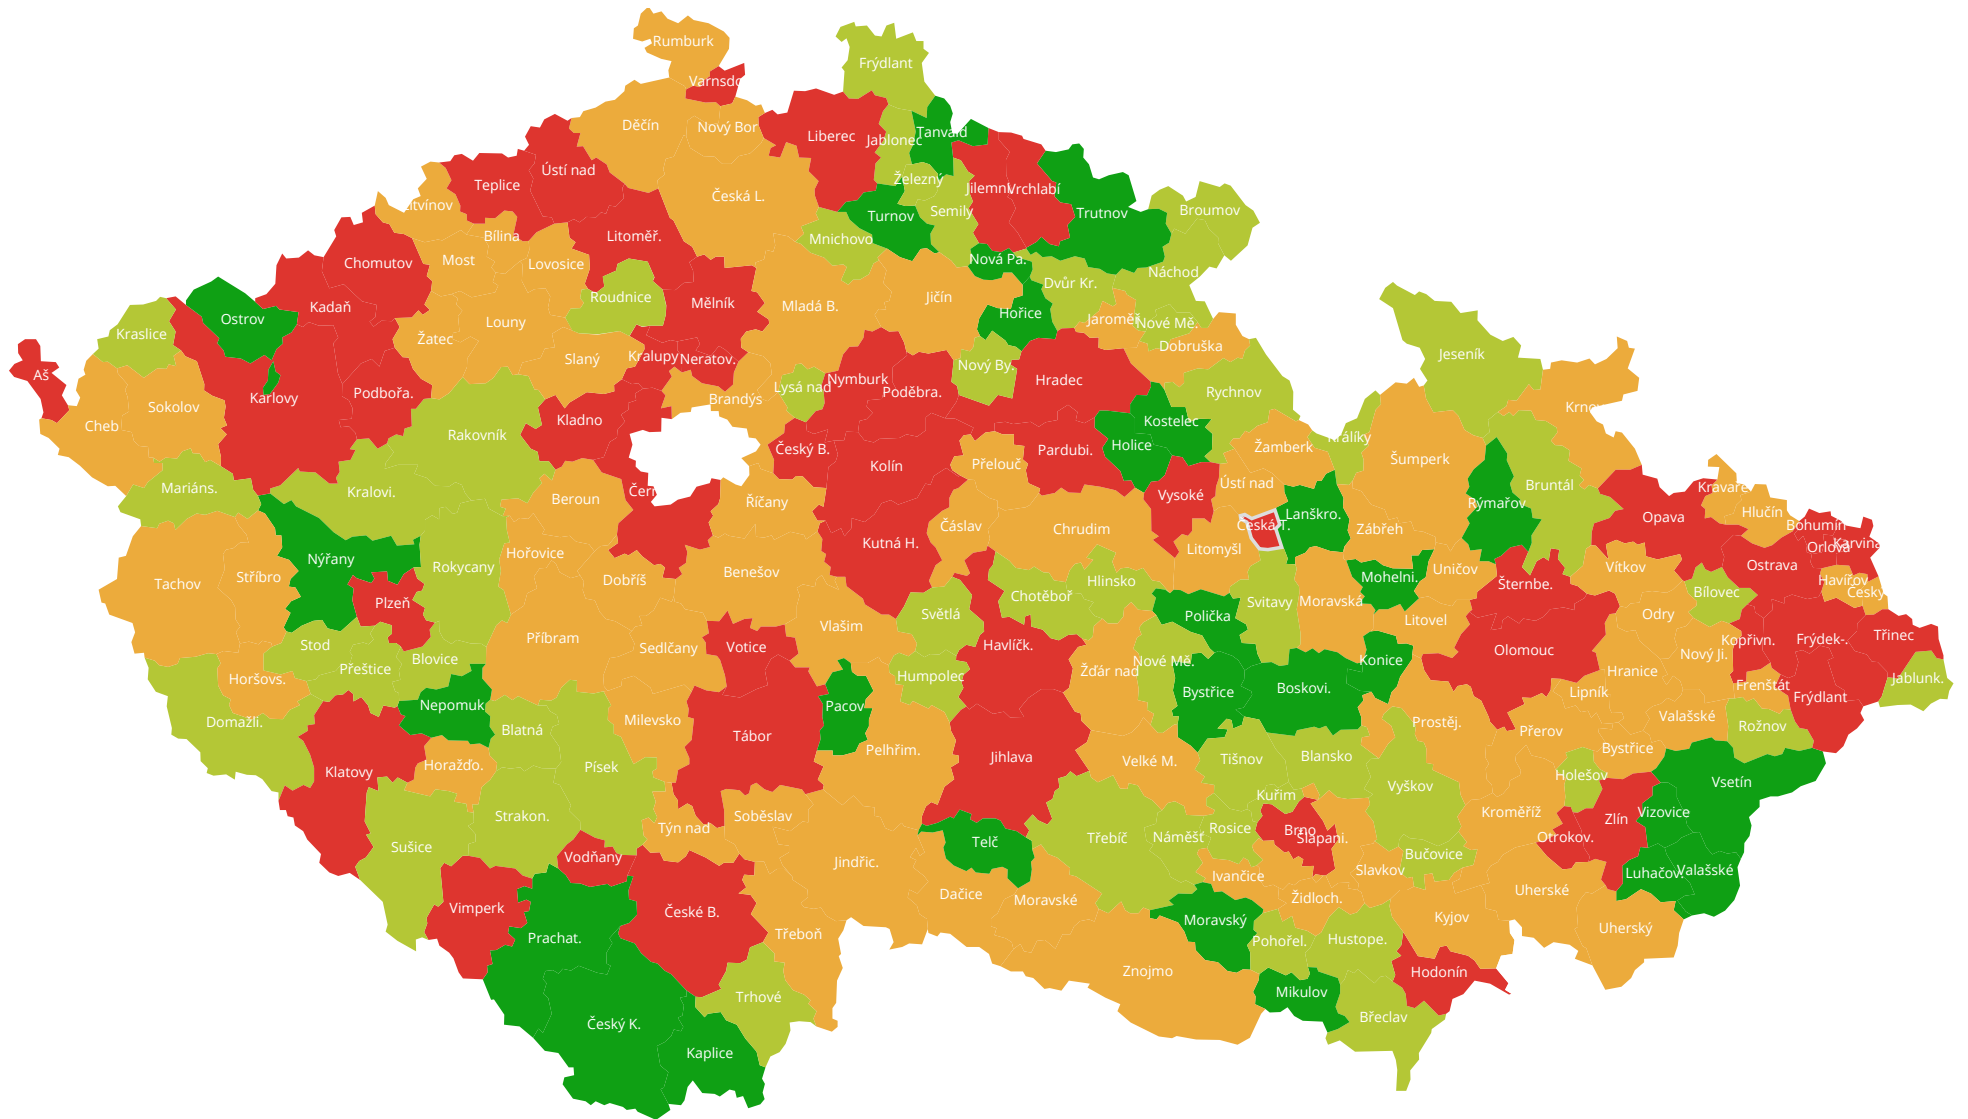 Rumburk
Frýdlant
Varnsdo
Děčín
Nový Bor
Liberec
Jablonec
Tanvald
Ústí nad
Teplice
Železný
Jilemni
Vrchlabí
Česká L.
Litvínov
Turnov
Semily
Trutnov
Broumov
Bílina
Litoměř.
Mnichovo
Most
Chomutov
Lovosice
Nová Pa.
Náchod
Dvůr Kr.
Roudnice
Mělník
Mladá B.
Jičín
Kadaň
Ostrov
Louny
Hořice
Jaroměř
Nové Mě.
Kraslice
Žatec
Dobruška
Slaný
Kralupy
Neratov.
Jeseník
Aš
Nový By.
Nymburk
Hradec
Lysá nad
Poděbra.
Podbořa.
Rychnov
Karlovy
Brandýs
Sokolov
Krnov
Kladno
Kostelec
Cheb
Rakovník
Králíky
Holice
Žamberk
Český B.
Pardubi.
Šumperk
Přelouč
Kolín
Ústí nad
Bruntál
Mariáns.
Kralovi.
Kravaře
Čern
Vysoké
Beroun
Říčany
Rýmařov
Hlučín
Lanškro.
Opava
Česká T.
Bohumín
Čáslav
Chrudim
Zábřeh
Kutná H.
Karviná
Orlová
Litomyšl
Hořovice
Nýřany
Rokycany
Vítkov
Ostrava
Uničov
Benešov
Stříbro
Mohelni.
Dobříš
Hlinsko
Havířov
Tachov
Šternbe.
Český
Bílovec
Chotěboř
Moravská
Svitavy
Plzeň
Světlá
Odry
Polička
Litovel
Vlašim
Třinec
Příbram
Frýdek-.
Kopřivn.
Havlíčk.
Stod
Votice
Sedlčany
Olomouc
Nový Ji.
Blovice
Konice
Nové Mě.
Přeštice
Žďár nad
Hranice
Humpolec
Jablunk.
Horšovs.
Frenštát
Boskovi.
Bystřice
Lipník
Frýdlant
Nepomuk
Pacov
Valašské
Milevsko
Domažli.
Prostěj.
Rožnov
Blatná
Přerov
Tábor
Bystřice
Pelhřim.
Blansko
Jihlava
Tišnov
Velké M.
Horažďo.
Písek
Klatovy
Holešov
Vsetín
Vyškov
Kuřim
Kroměříž
Vizovice
Strakon.
Soběslav
Zlín
Týn nad
Rosice
Brno
Otrokov.
Šlapani.
Náměšť
Třebíč
Telč
Sušice
Bučovice
Vodňany
Jindřic.
Slavkov
Valašské
Luhačov.
Ivančice
Uherské
Dačice
Židloch.
Moravské
Vimperk
České B.
Kyjov
Moravský
Uherský
Třeboň
Prachat.
Hustope.
Pohořel.
Znojmo
Hodonín
Mikulov
Trhové
Břeclav
Český K.
Kaplice